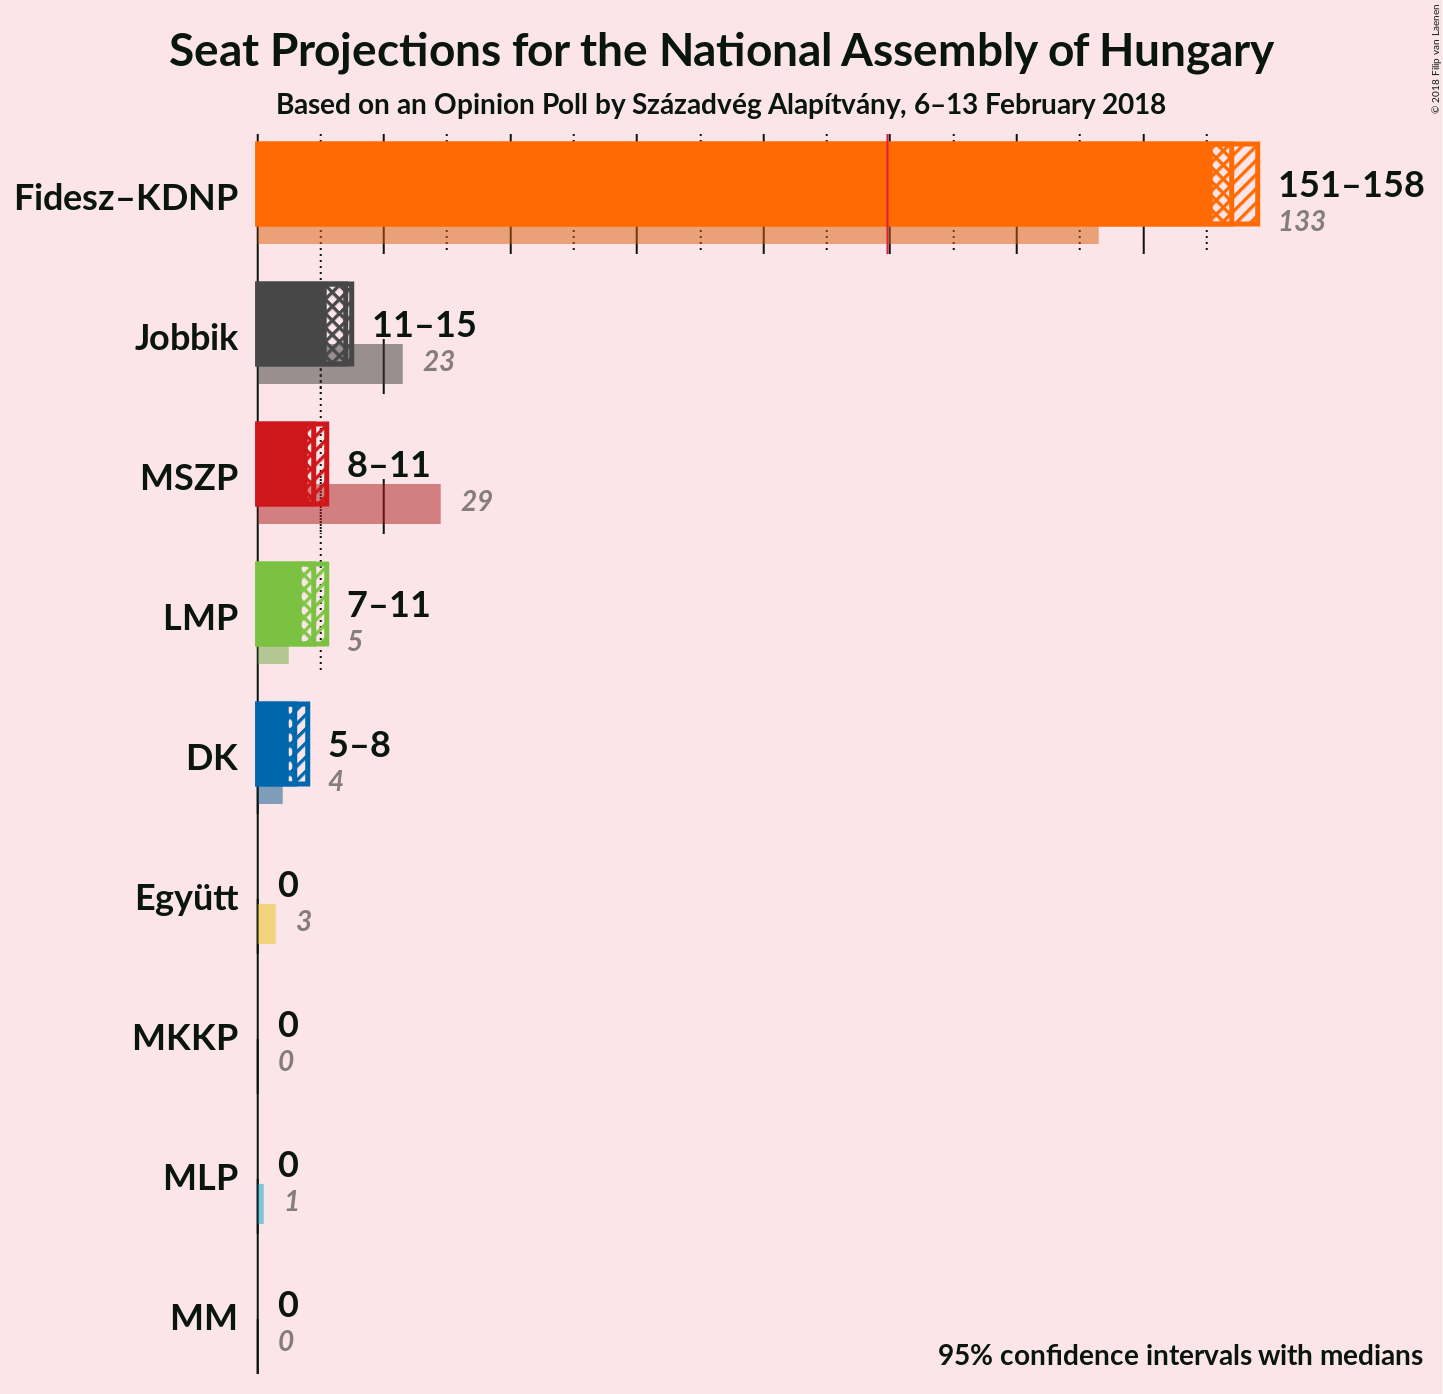 Seat Projections for the National Assembly of Hungary
Based on an Opinion Poll by Századvég Alapítvány, 6–13 February 2018
© 2018 Filip van Laenen
Fidesz–KDNP
151–158
133
Jobbik
11–15
23
MSZP
8–11
29
LMP
7–11
5
DK
5–8
4
Együtt
0
3
MKKP
0
0
MLP
0
1
MM
0
0
95% confidence intervals with medians